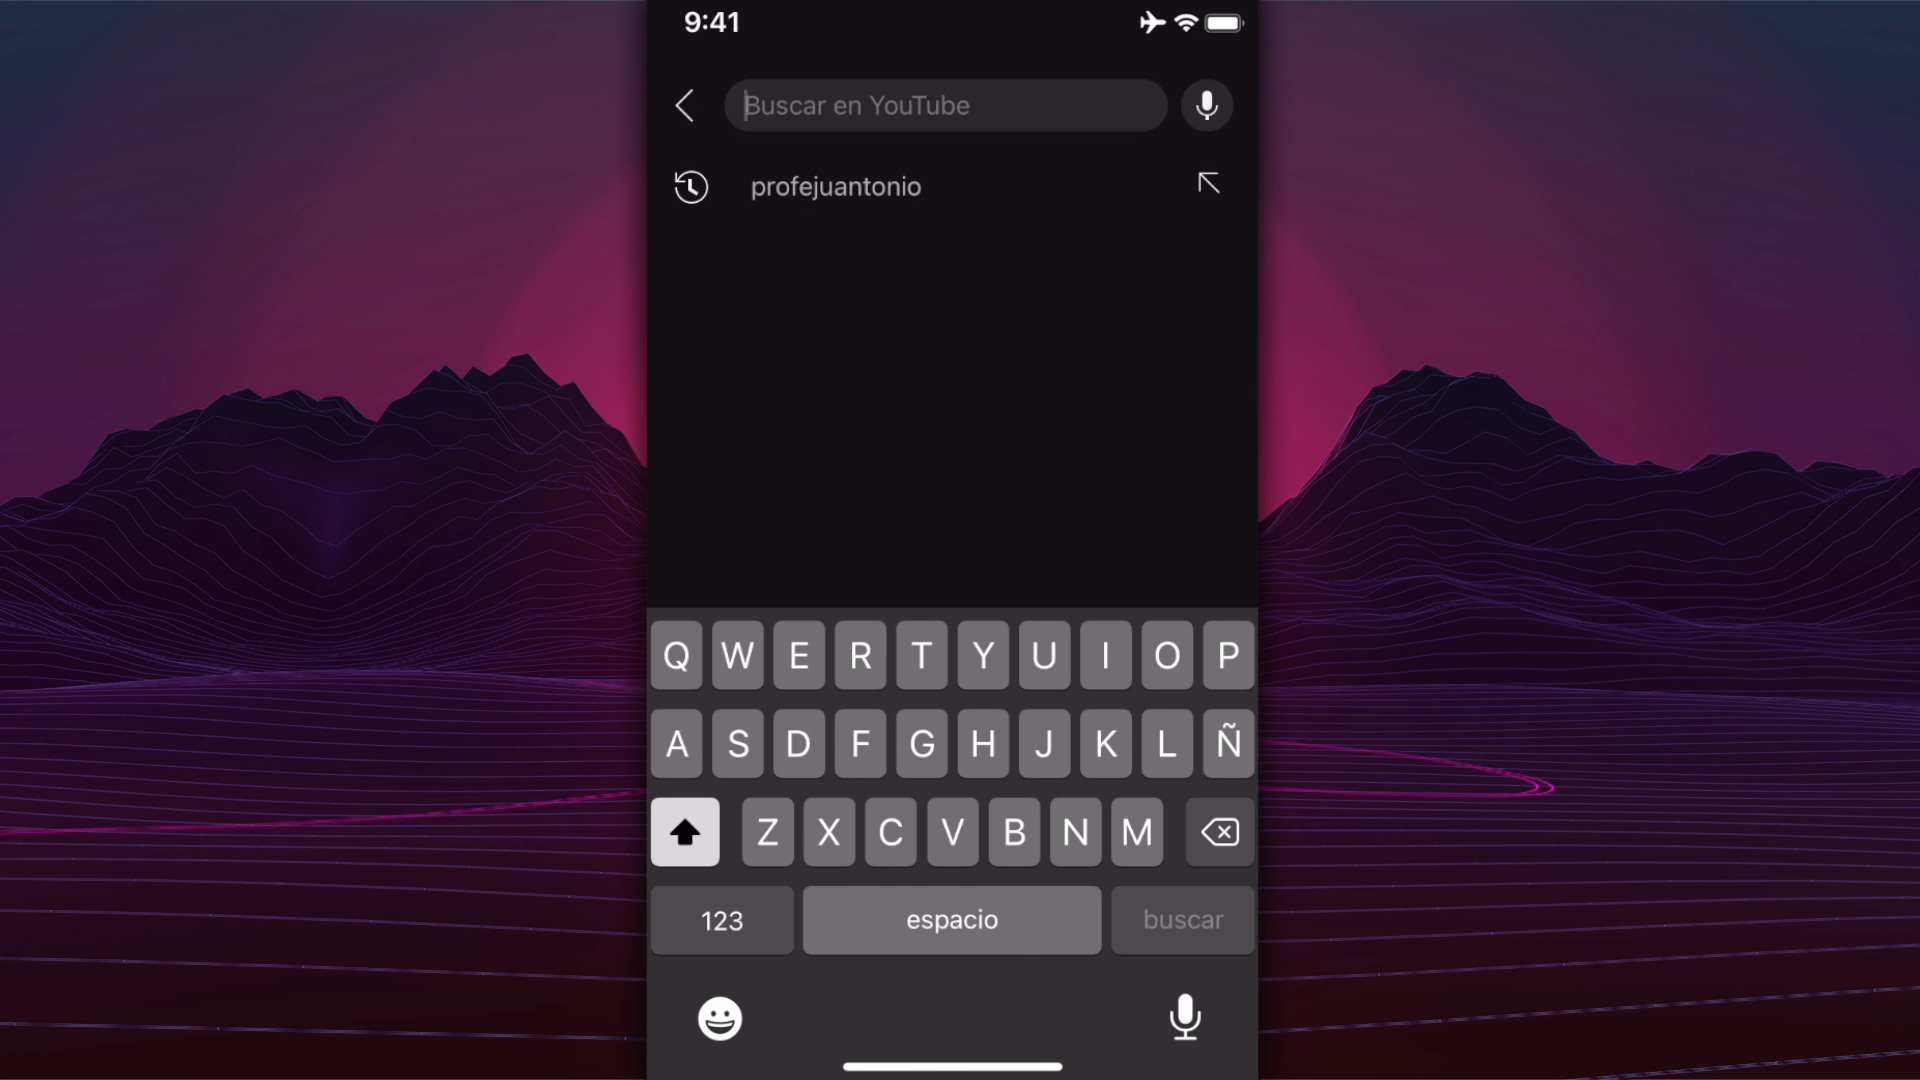 9:41
Buscar en YouTube
profejuantonio
Q W E R T Y U I O P
A S D F G H J K L Ñ
Z X C V B N M
123 espacio buscar